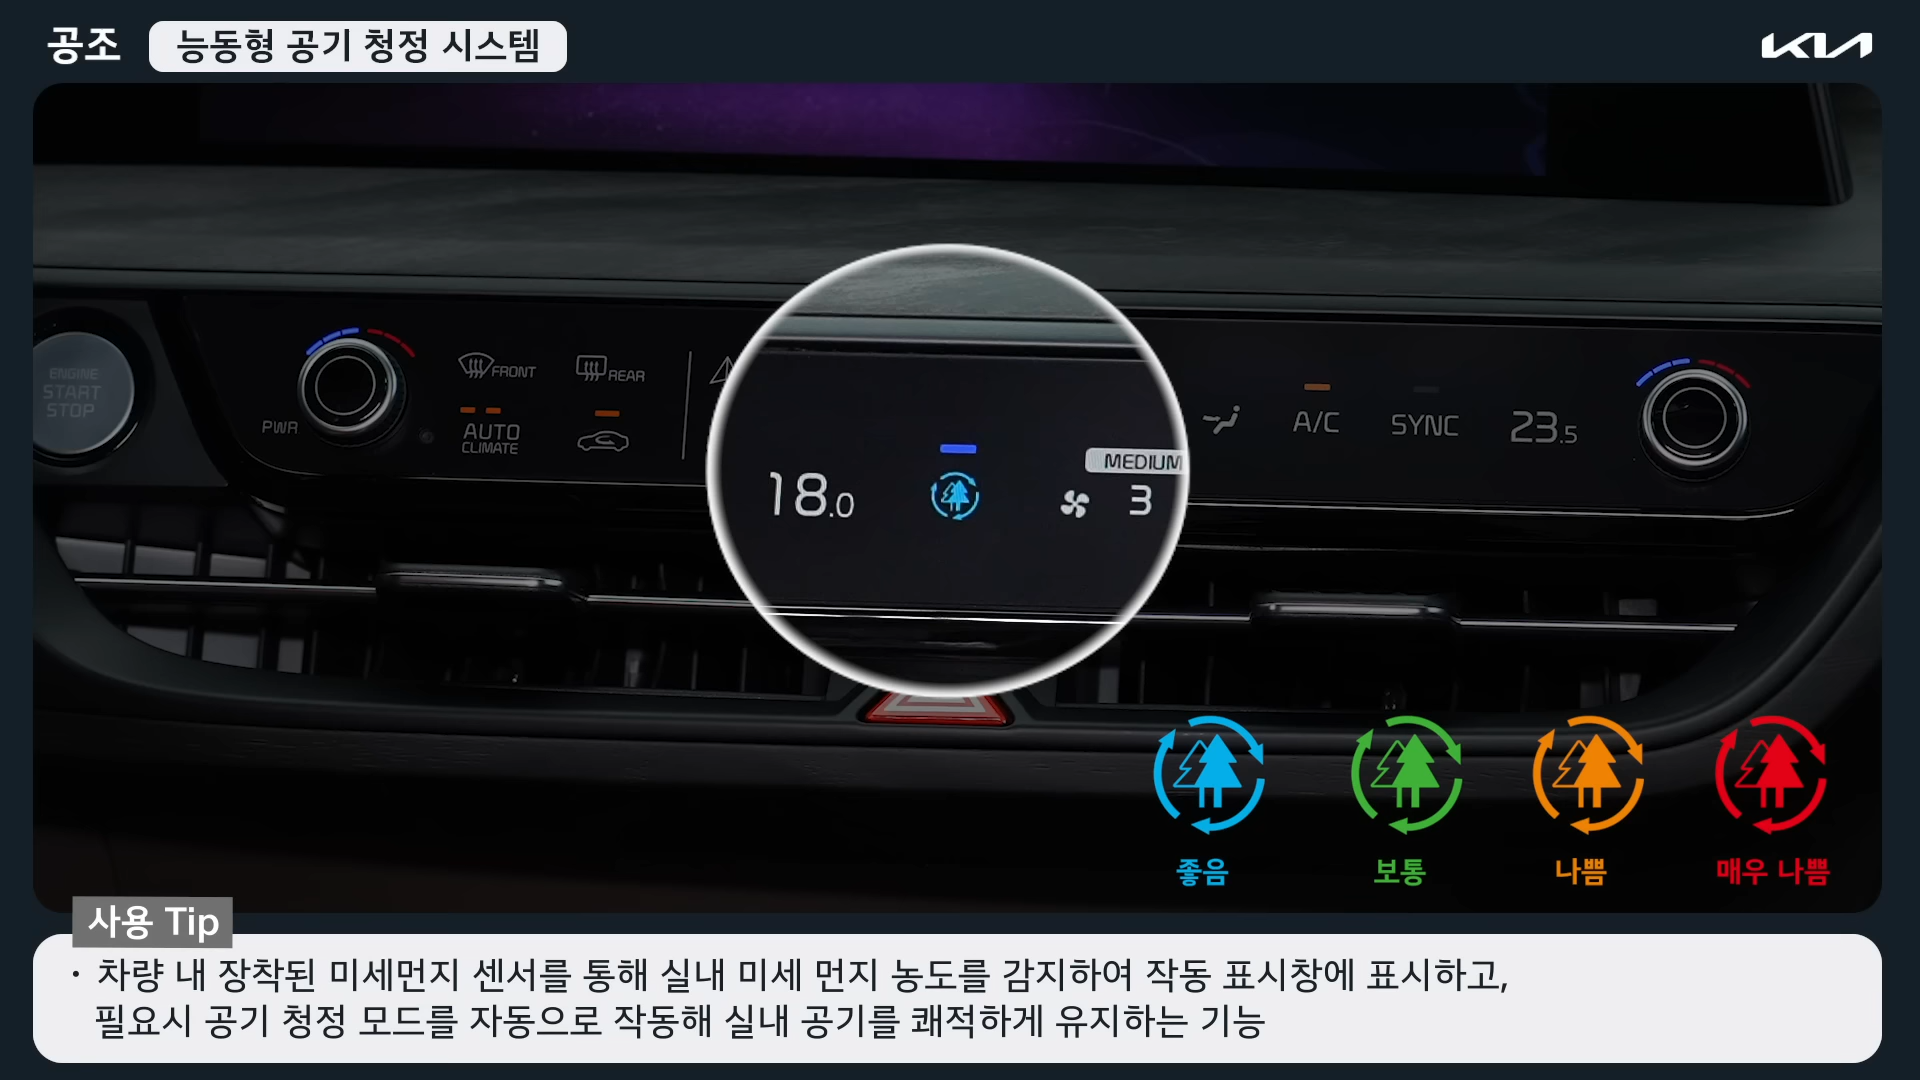 공조
능동형 공기 청정 시스템
KIA
ENGINE
START
STOP
PWR
FRONT
REAR
AUTO
CLIMATE
18.0
MEDIUM
3
A/C
SYNC
23.5
좋음
보통
나쁨
매우 나쁨
사용 Tip
· 차량 내 장착된 미세먼지 센서를 통해 실내 미세 먼지 농도를 감지하여 작동 표시창에 표시하고,
필요시 공기 청정 모드를 자동으로 작동해 실내 공기를 쾌적하게 유지하는 기능